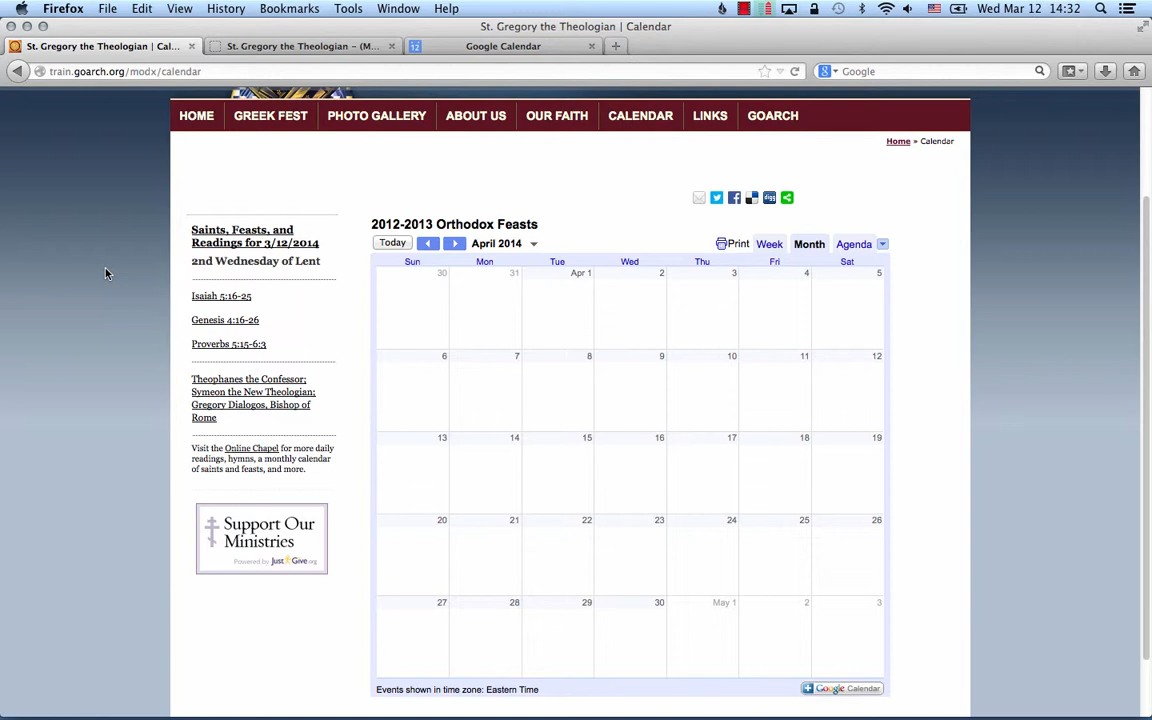 Firefox File Edit View History Bookmarks Tools Window Help Wed Mar 12 14:32
St. Gregory the Theologian | Calendar
St. Gregory the Theologian | Cal... St. Gregory the Theologian – (M... 12 Google Calendar
train.goarch.org/modx/calendar Google
HOME GREEK FEST PHOTO GALLERY ABOUT US OUR FAITH CALENDAR LINKS GOARCH
Home » Calendar
digg
Saints, Feasts, and
Readings for 3/12/2014
2nd Wednesday of Lent
Isaiah 5:16-25
Genesis 4:16-26
Proverbs 5:15-6:3
Theophanes the Confessor;
Symeon the New Theologian;
Gregory Dialogos, Bishop of
Rome
Visit the Online Chapel for more daily
readings, hymns, a monthly calendar
of saints and feasts, and more.
Support Our
Ministries
Powered by JustGive.org
2012-2013 Orthodox Feasts
Today April 2014 Print Week Month Agenda
Sun Mon Tue Wed Thu Fri Sat
30 31 Apr 1 2 3 4 5
6 7 8 9 10 11 12
13 14 15 16 17 18 19
20 21 22 23 24 25 26
27 28 29 30 May 1 2 3
Events shown in time zone: Eastern Time Google Calendar